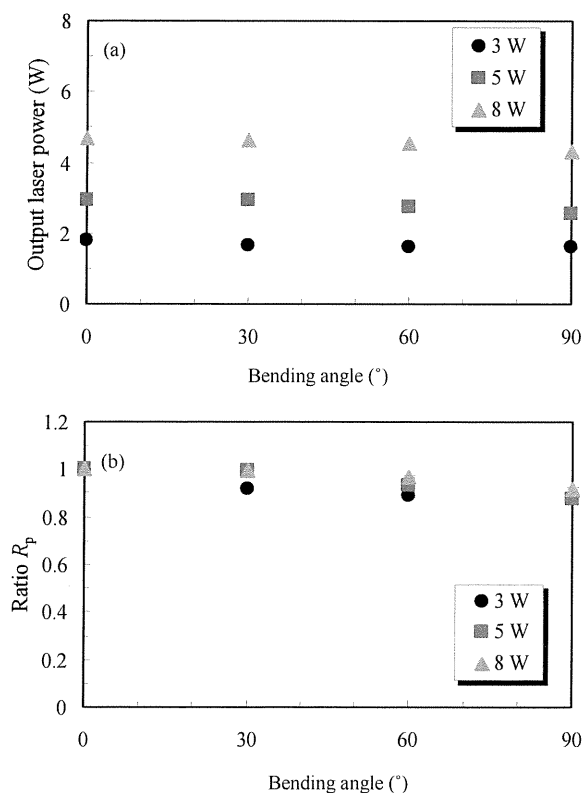 (a)
3 W
5 W
8 W
Output laser power (W)
8
6
4
2
0
0 30 60 90
Bending angle (˚)
(b)
3 W
5 W
8 W
Ratio Rp
1.2
1
0.8
0.6
0.4
0.2
0
0 30 60 90
Bending angle (˚)